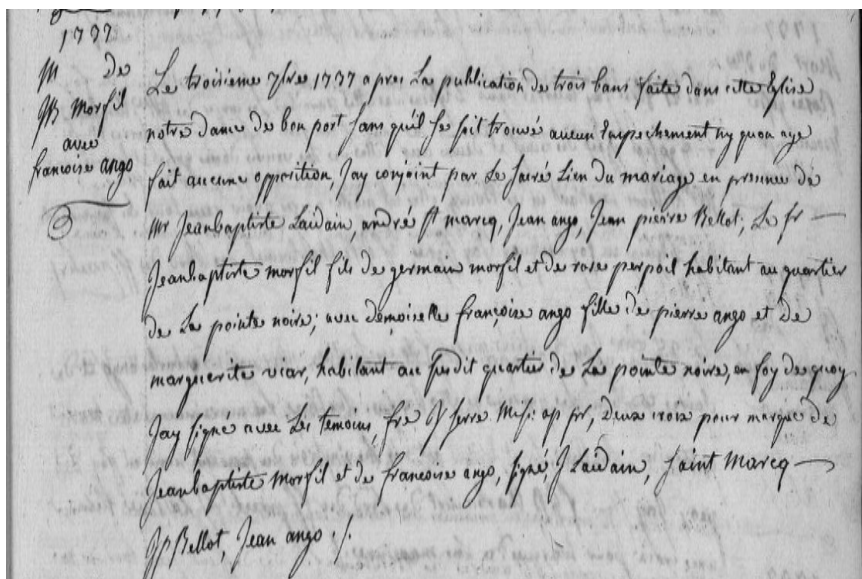 1737
M de
JB Morfil
avec
francoise ango
Le troisieme 7bre 1737 apres La publication de trois bans faite dans cette Eglise
notre dame de bon port sans quil se soit trouvé aucun Empechement ny quon aye
fait aucune opposition, Jay conjoint par Le sacré Lien du mariage en presence de
Mr Jeanbaptiste Laidain, andré St marcq, Jean ango, Jean pierre Bellot, Le sr
Jeanbaptiste morfil fils de germain morfil et de rose perpoil habitant au quartier
de La pointe noire; avec demoiselle françoise ango fille de pierre ango et de
marguerite viar, habitant au susdit quartier de La pointe noire, en foy de quoy
Jay signé avec Les temoins, fre ap deux croix pour marque de
Jeanbaptiste Morfil et de francoise ango, signé, J Laidain, saint Marcq
Jp Bellot, Jean ango ./.